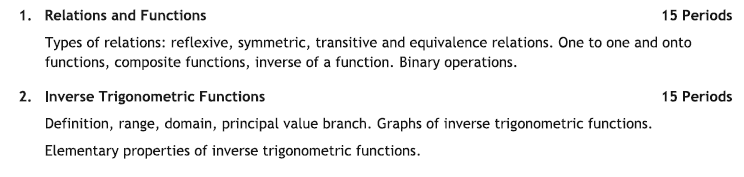 1. Relations and Functions 15 Periods
Types of relations: reflexive, symmetric, transitive and equivalence relations. One to one and onto
functions, composite functions, inverse of a function. Binary operations.
2. Inverse Trigonometric Functions 15 Periods
Definition, range, domain, principal value branch. Graphs of inverse trigonometric functions.
Elementary properties of inverse trigonometric functions.